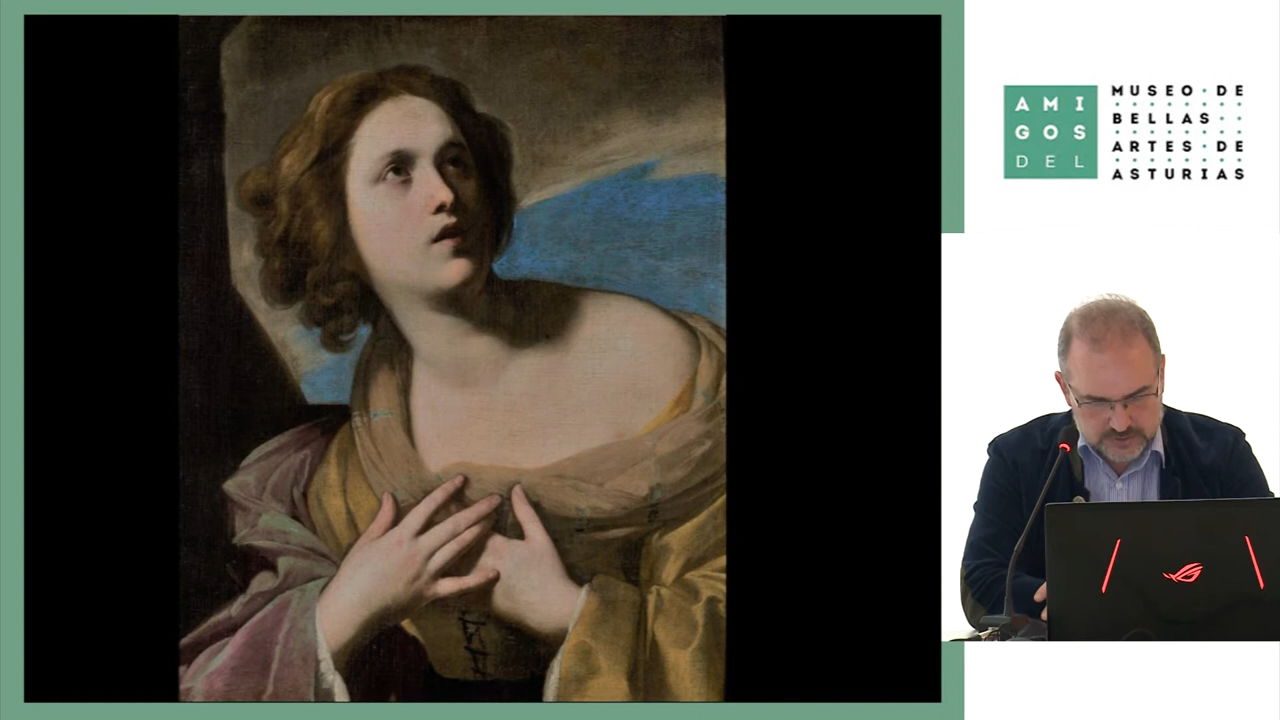 AMI
GOS
DEL
MUSEO DE
BELLAS
ARTES DE
ASTURIAS